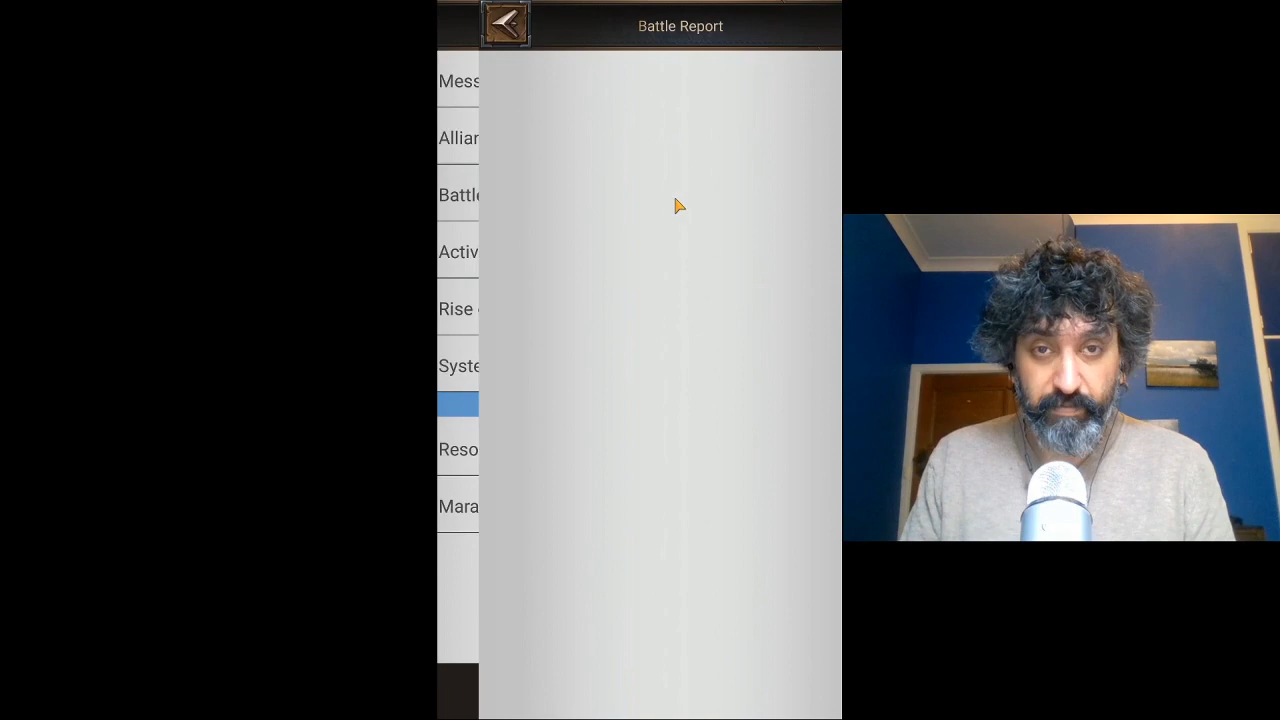 Battle Report
Mess
Allian
Battle
Activ
Rise
Syste
Reso
Mara